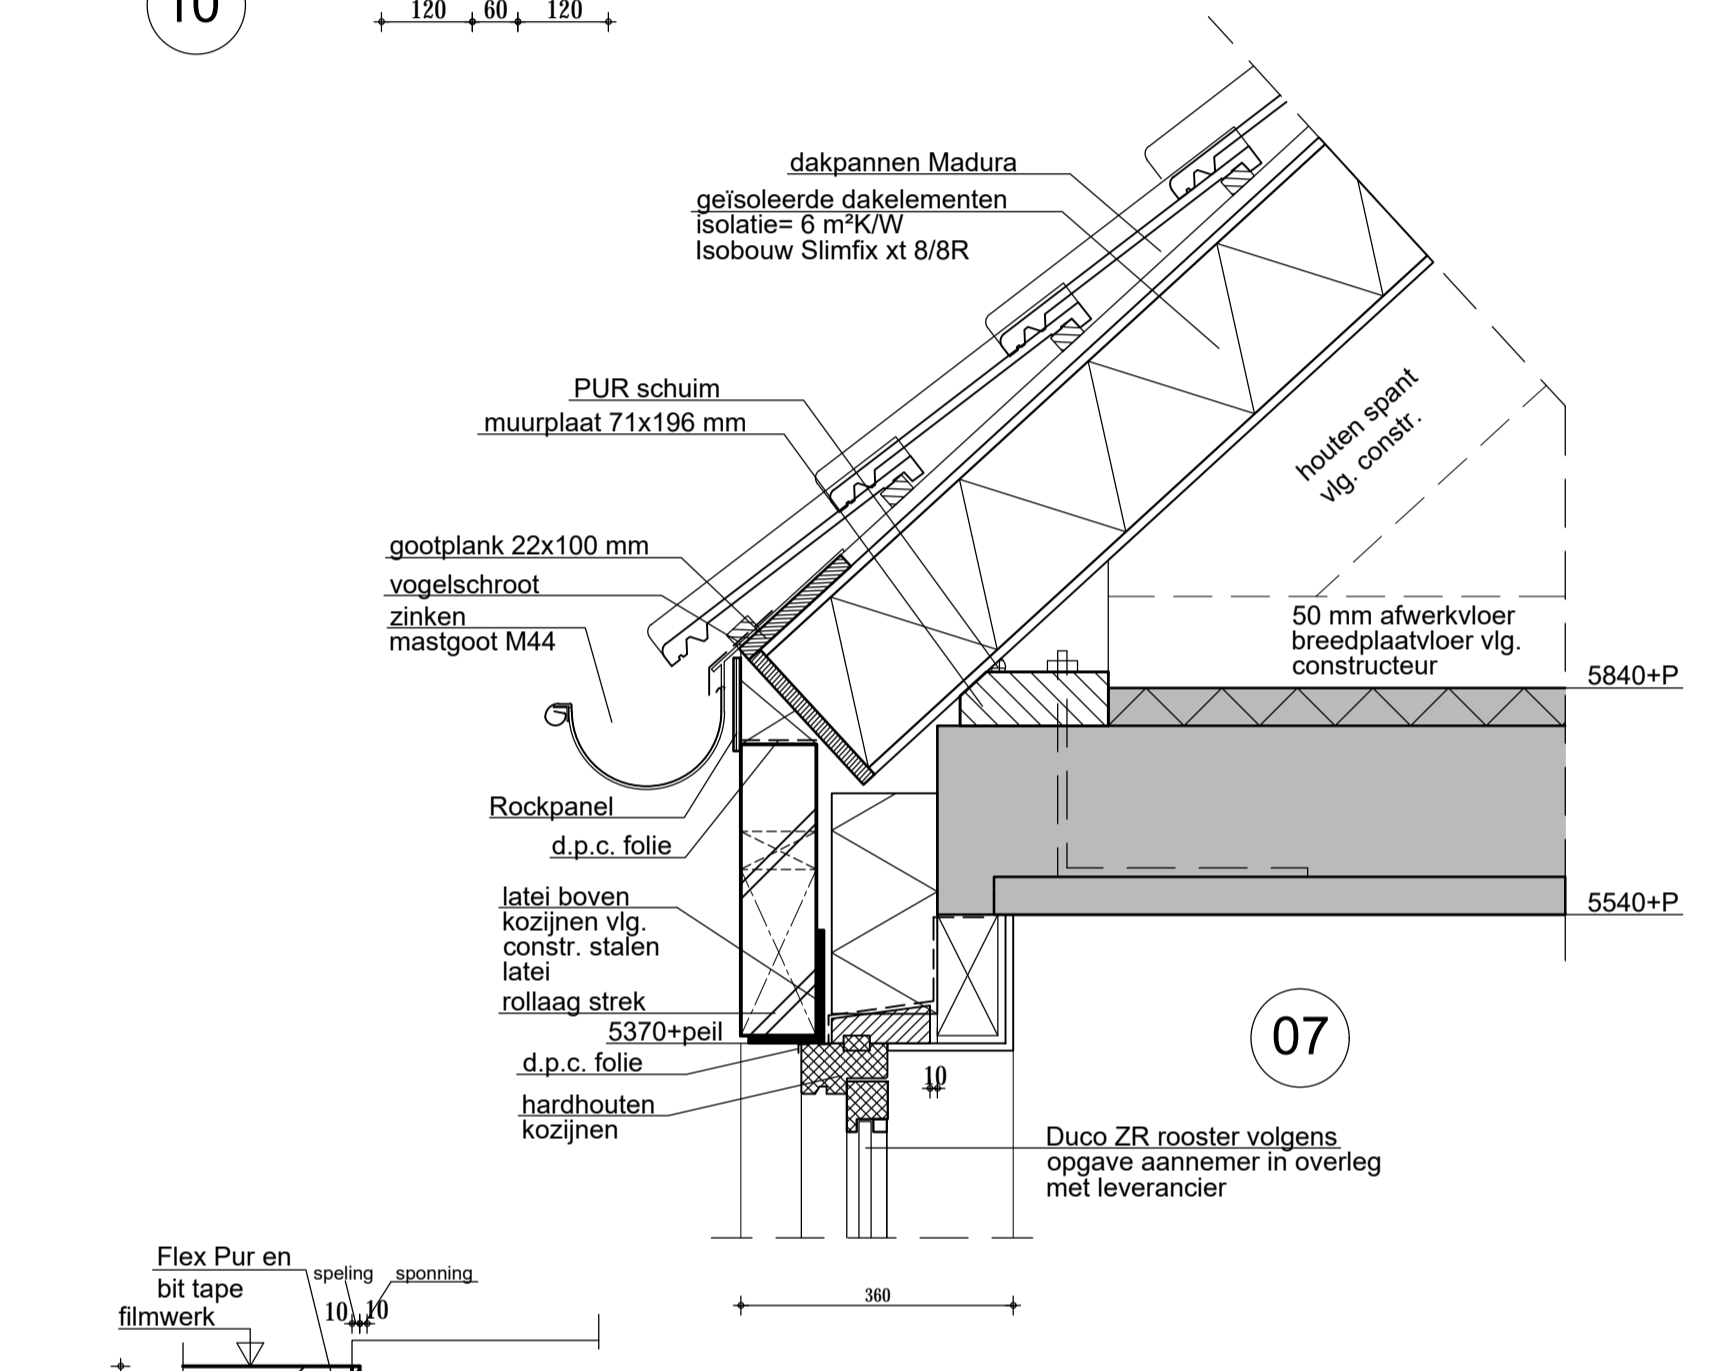 10
120 60 120
dakpannen Madura
geïsoleerde dakelementen
isolatie= 6 m²K/W
Isobouw Slimfix xt 8/8R
PUR schuim
muurplaat 71x196 mm
houten spant
vlg. constr.
gootplank 22x100 mm
vogelschroot
zinken
mastgoot M44
50 mm afwerkvloer
breedplaatvloer vlg.
constructeur
5840+P
Rockpanel
d.p.c. folie
latei boven
kozijnen vlg.
constr. stalen
latei
rollaag strek
5370+peil
d.p.c. folie
hardhouten
kozijnen
5540+P
07
10
Duco ZR rooster volgens
opgave aannemer in overleg
met leverancier
360
Flex Pur en
bit tape
filmwerk
speling
sponning
10 10